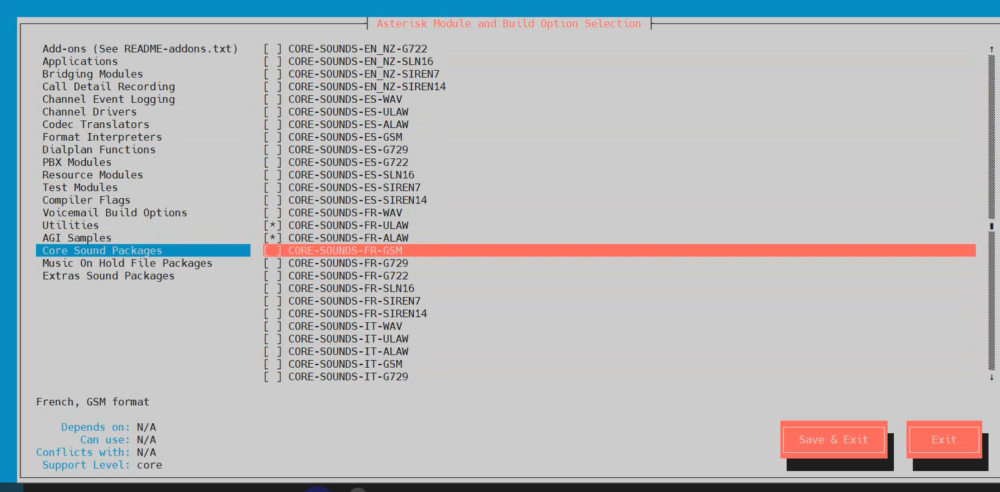 Asterisk Module and Build Option Selection
Add-ons (See README-addons.txt) [ ] CORE-SOUNDS-EN_NZ-G722
Applications [ ] CORE-SOUNDS-EN_NZ-SLN16
Bridging Modules [ ] CORE-SOUNDS-EN_NZ-SIREN7
Call Detail Recording [ ] CORE-SOUNDS-EN_NZ-SIREN14
Channel Event Logging [ ] CORE-SOUNDS-ES-WAV
Channel Drivers [ ] CORE-SOUNDS-ES-ULAW
Codec Translators [ ] CORE-SOUNDS-ES-ALAW
Format Interpreters [ ] CORE-SOUNDS-ES-GSM
Dialplan Functions [ ] CORE-SOUNDS-ES-G729
PBX Modules [ ] CORE-SOUNDS-ES-G722
Resource Modules [ ] CORE-SOUNDS-ES-SLN16
Test Modules [ ] CORE-SOUNDS-ES-SIREN7
Compiler Flags [ ] CORE-SOUNDS-ES-SIREN14
Voicemail Build Options [ ] CORE-SOUNDS-FR-WAV
Utilities [*] CORE-SOUNDS-FR-ULAW
AGI Samples [*] CORE-SOUNDS-FR-ALAW
Core Sound Packages [ ] CORE-SOUNDS-FR-GSM
Music On Hold File Packages [ ] CORE-SOUNDS-FR-G729
Extras Sound Packages [ ] CORE-SOUNDS-FR-G722
[ ] CORE-SOUNDS-FR-SLN16
[ ] CORE-SOUNDS-FR-SIREN7
[ ] CORE-SOUNDS-FR-SIREN14
[ ] CORE-SOUNDS-IT-WAV
[ ] CORE-SOUNDS-IT-ULAW
[ ] CORE-SOUNDS-IT-ALAW
[ ] CORE-SOUNDS-IT-GSM
[ ] CORE-SOUNDS-IT-G729
French, GSM format
Depends on: N/A
Can use: N/A
Conflicts with: N/A
Support Level: core
Save & Exit Exit